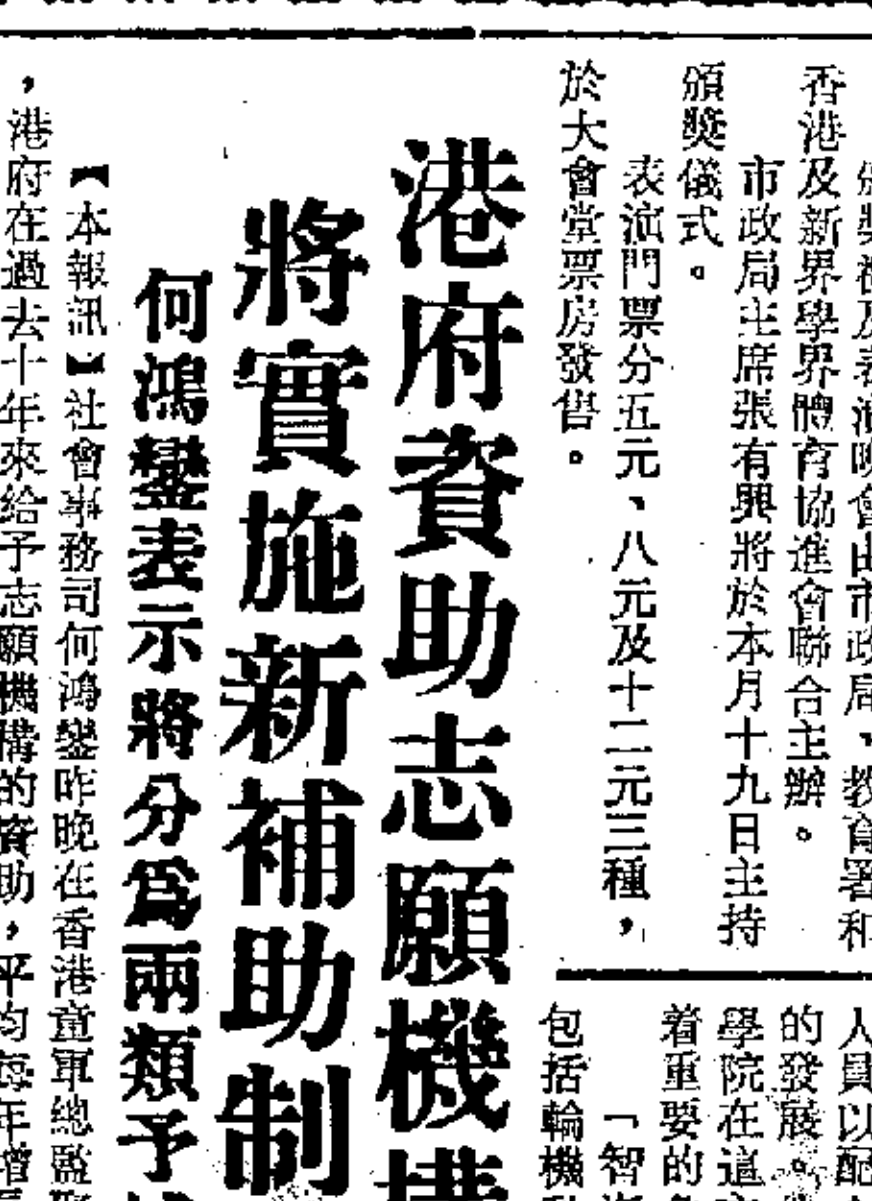 頒獎禮及表演晚會由市政局、教育署和
香港及新界學界體育協進會聯合主辦。
市政局主席張有興將於本月十九日主持
頒獎儀式。
表演門票分五元、八元及十二元三種，
於大會堂票房發售。
人員以配
的發展。
學院在這
着重要的
「智
包括輪機
港府資助志願機構
將實施新補助制
何鴻鑾表示將分爲兩類予
【本報訊】社會事務司何鴻鑾昨晚在香港童軍總監
，港府在過去十年來給予志願機構的資助，平均每年增